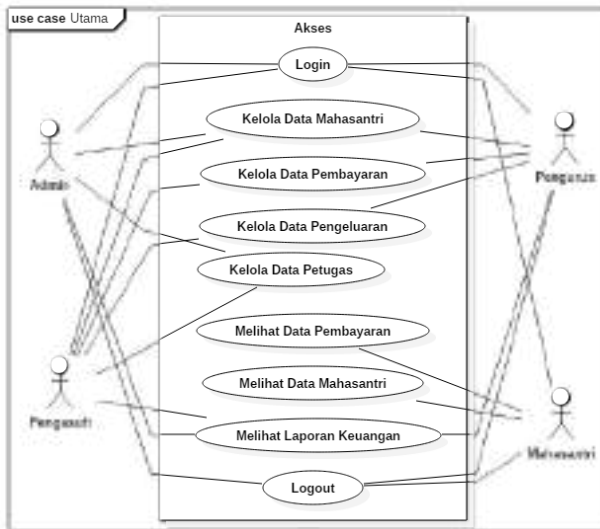 use case Utama
Akses
Login
Kelola Data Mahasantri
Kelola Data Pembayaran
Kelola Data Pengeluaran
Kelola Data Petugas
Melihat Data Pembayaran
Melihat Data Mahasantri
Melihat Laporan Keuangan
Logout
Admin
Pengurus
Pengasuh
Mahasantri